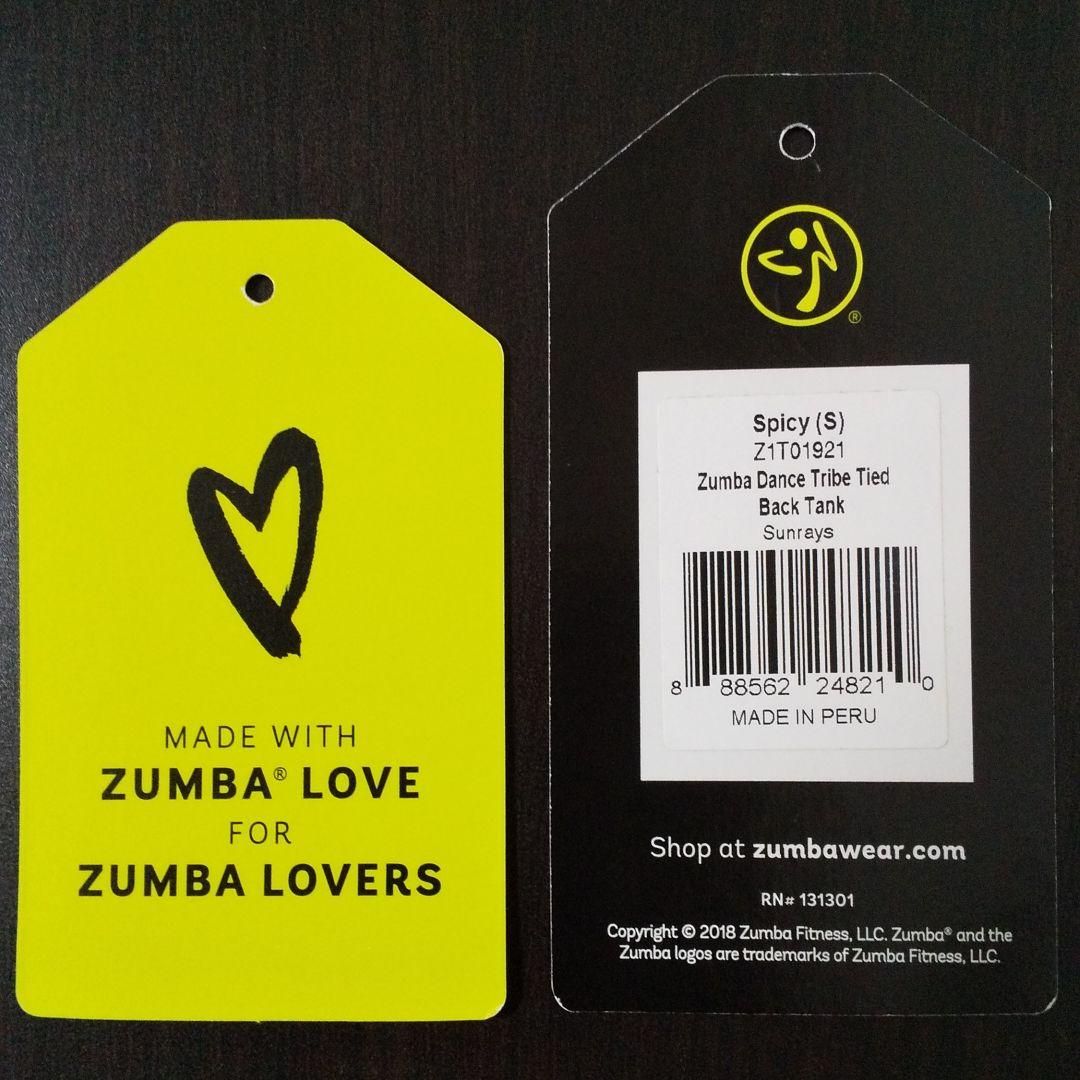 MADE WITH
ZUMBA® LOVE
FOR
ZUMBA LOVERS
®
Spicy (S)
Z1T01921
Zumba Dance Tribe Tied
Back Tank
Sunrays
8 88562 24821 0
MADE IN PERU
Shop at zumbawear.com
RN# 131301
Copyright © 2018 Zumba Fitness, LLC. Zumba® and the
Zumba logos are trademarks of Zumba Fitness, LLC.